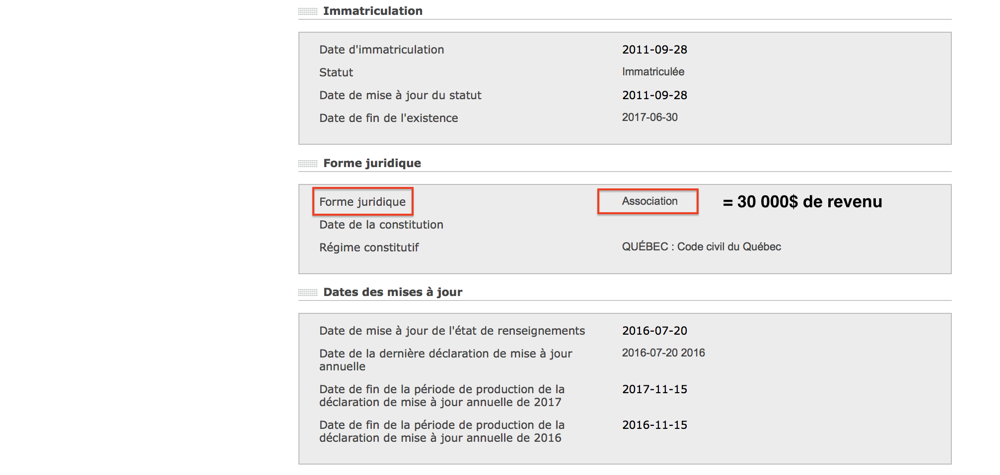 Immatriculation
Date d'immatriculation 2011-09-28
Statut Immatriculée
Date de mise à jour du statut 2011-09-28
Date de fin de l'existence 2017-06-30
Forme juridique
Forme juridique Association = 30 000$ de revenu
Date de la constitution
Régime constitutif QUÉBEC : Code civil du Québec
Dates des mises à jour
Date de mise à jour de l'état de renseignements 2016-07-20
Date de la dernière déclaration de mise à jour 2016-07-20 2016
annuelle
Date de fin de la période de production de la 2017-11-15
déclaration de mise à jour annuelle de 2017
Date de fin de la période de production de la 2016-11-15
déclaration de mise à jour annuelle de 2016